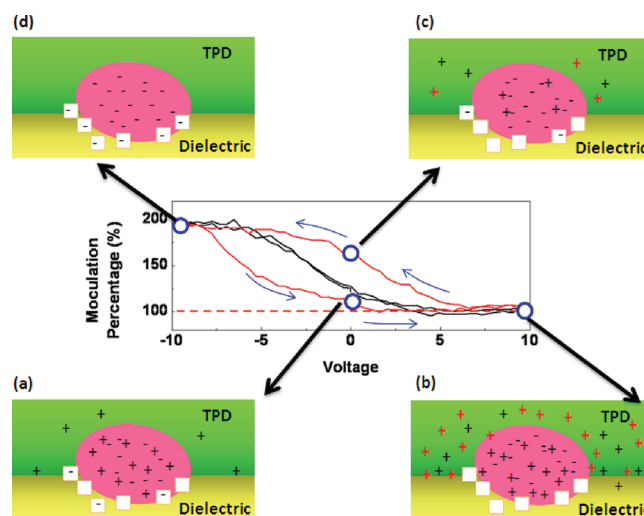 (d)
(c)
TPD
TPD
Dielectric
Dielectric
Moculation
Percentage (%)
200
150
100
-10
-5
0
5
10
Voltage
(a)
(b)
TPD
TPD
Dielectric
Dielectric